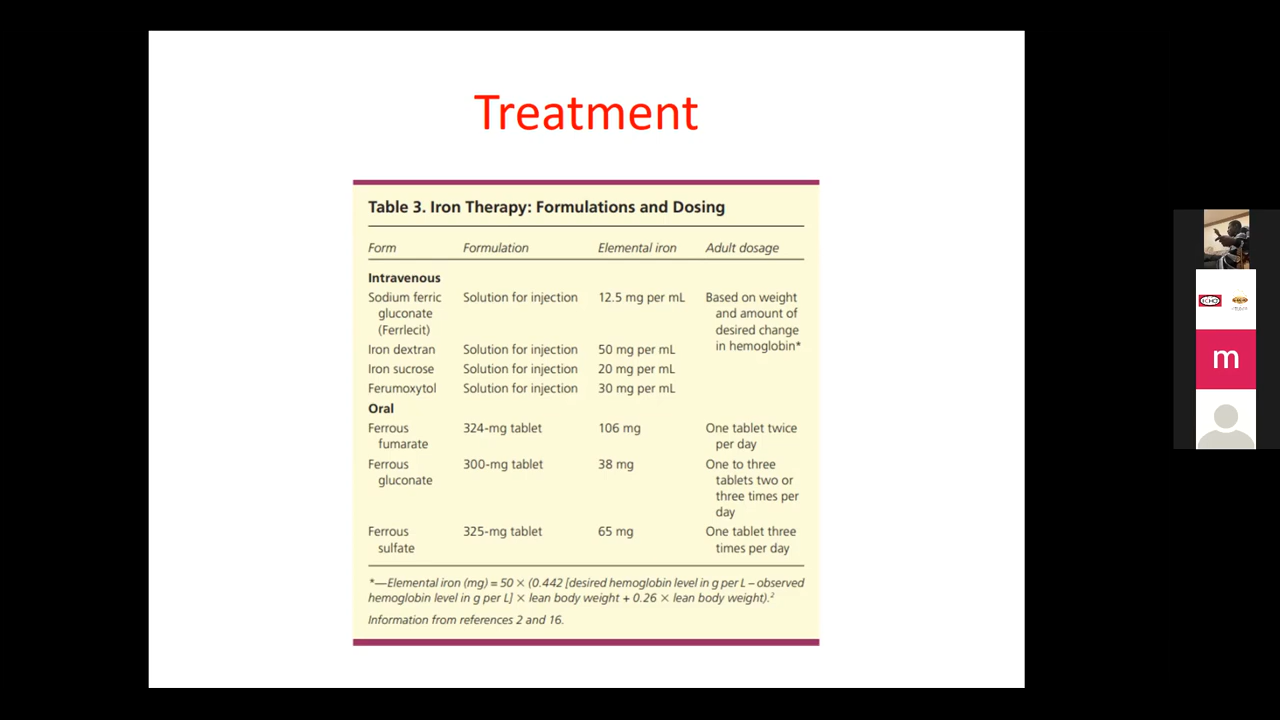 Treatment
Table 3. Iron Therapy: Formulations and Dosing
Form Formulation Elemental iron Adult dosage
Intravenous
Sodium ferric gluconate (Ferrlecit) Solution for injection 12.5 mg per mL Based on weight and amount of desired change in hemoglobin*
Iron dextran Solution for injection 50 mg per mL
Iron sucrose Solution for injection 20 mg per mL
Ferumoxytol Solution for injection 30 mg per mL
Oral
Ferrous fumarate 324-mg tablet 106 mg One tablet twice per day
Ferrous gluconate 300-mg tablet 38 mg One to three tablets two or three times per day
Ferrous sulfate 325-mg tablet 65 mg One tablet three times per day
*—Elemental iron (mg) = 50 × (0.442 [desired hemoglobin level in g per L – observed
hemoglobin level in g per L] × lean body weight + 0.26 × lean body weight).²
Information from references 2 and 16.
m